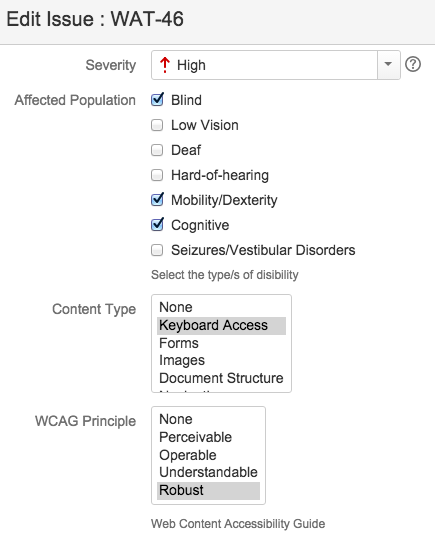 Edit Issue : WAT-46
Severity
High
Affected Population
Blind
Low Vision
Deaf
Hard-of-hearing
Mobility/Dexterity
Cognitive
Seizures/Vestibular Disorders
Select the type/s of disibility
Content Type
None
Keyboard Access
Forms
Images
Document Structure
WCAG Principle
None
Perceivable
Operable
Understandable
Robust
Web Content Accessibility Guide